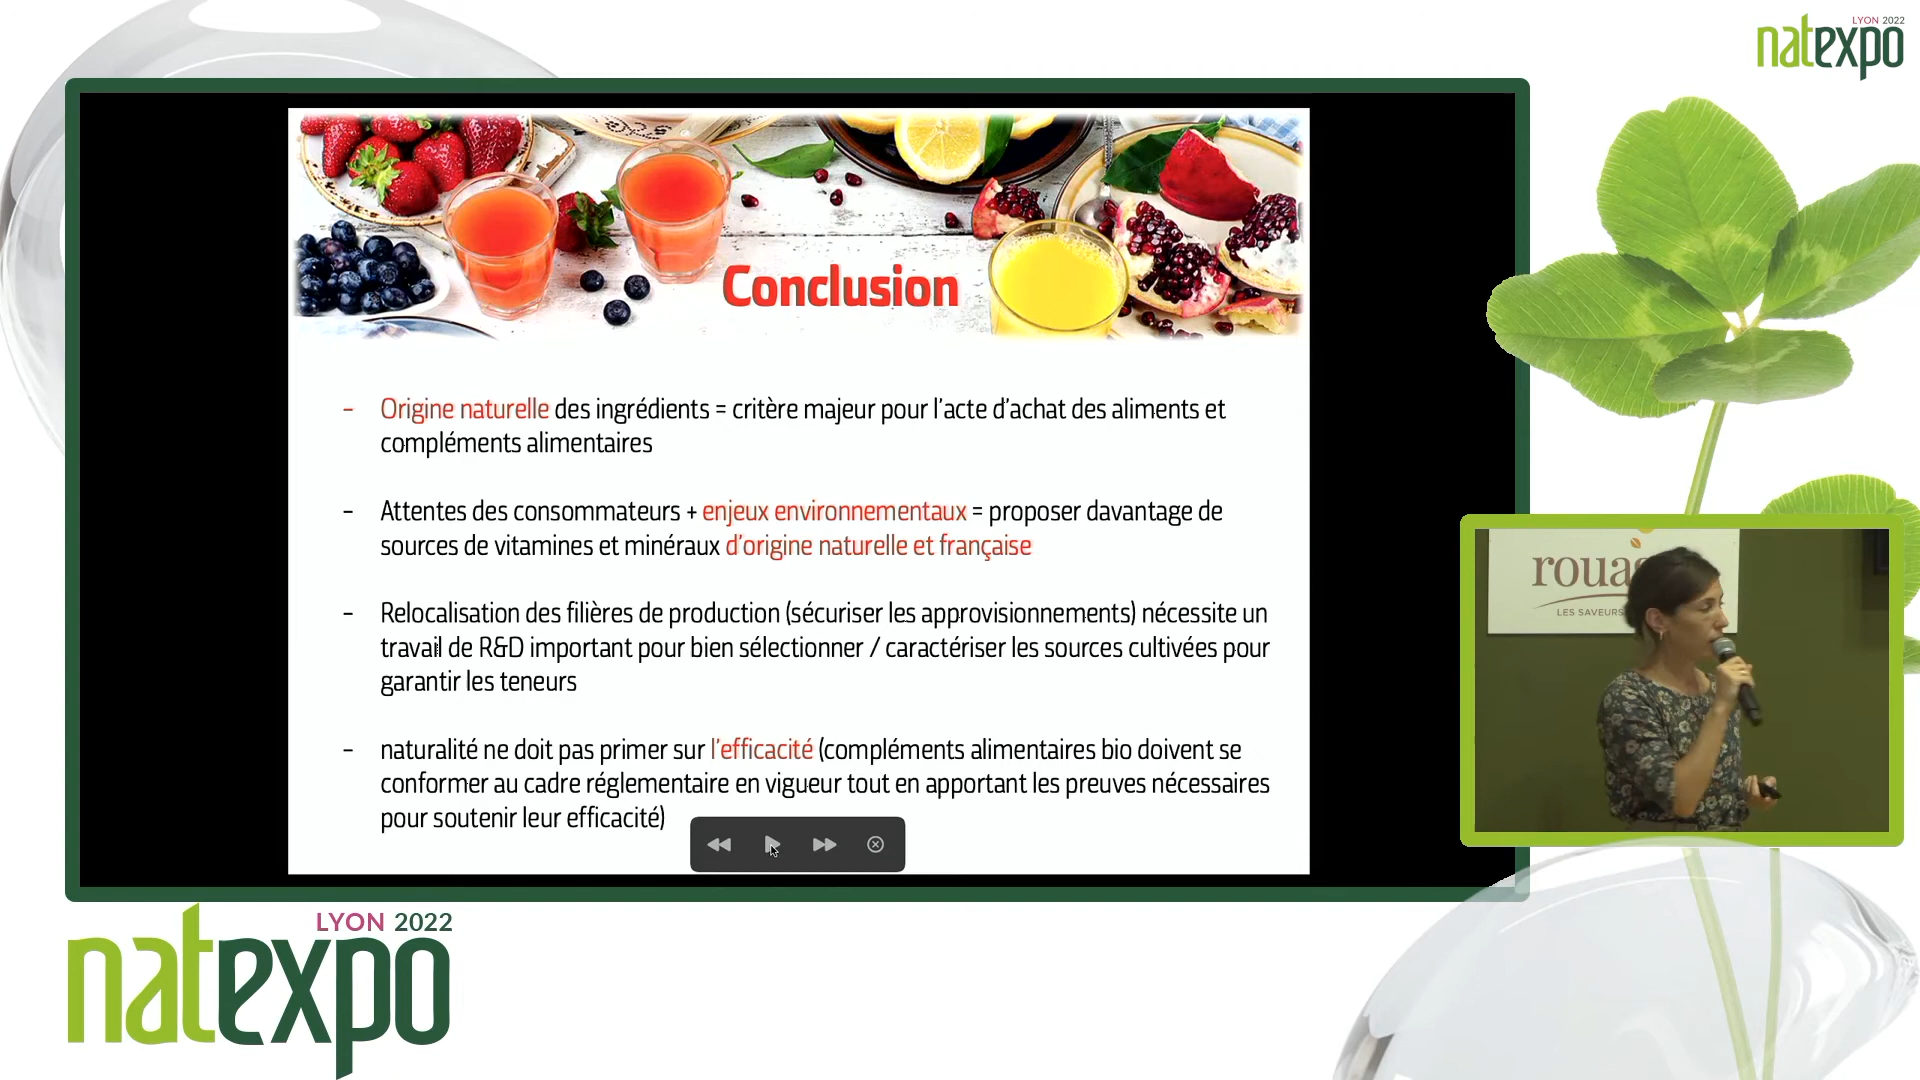 LYON 2022
natexpo
Conclusion
- Origine naturelle des ingrédients = critère majeur pour l'acte d'achat des aliments et
compléments alimentaires
- Attentes des consommateurs + enjeux environnementaux = proposer davantage de
sources de vitamines et minéraux d'origine naturelle et française
- Relocalisation des filières de production (sécuriser les approvisionnements) nécessite un
travail de R&D important pour bien sélectionner / caractériser les sources cultivées pour
garantir les teneurs
- naturalité ne doit pas primer sur l'efficacité (compléments alimentaires bio doivent se
conformer au cadre réglementaire en vigueur tout en apportant les preuves nécessaires
pour soutenir leur efficacité)
LES SAVEURS
LYON 2022
natexpo